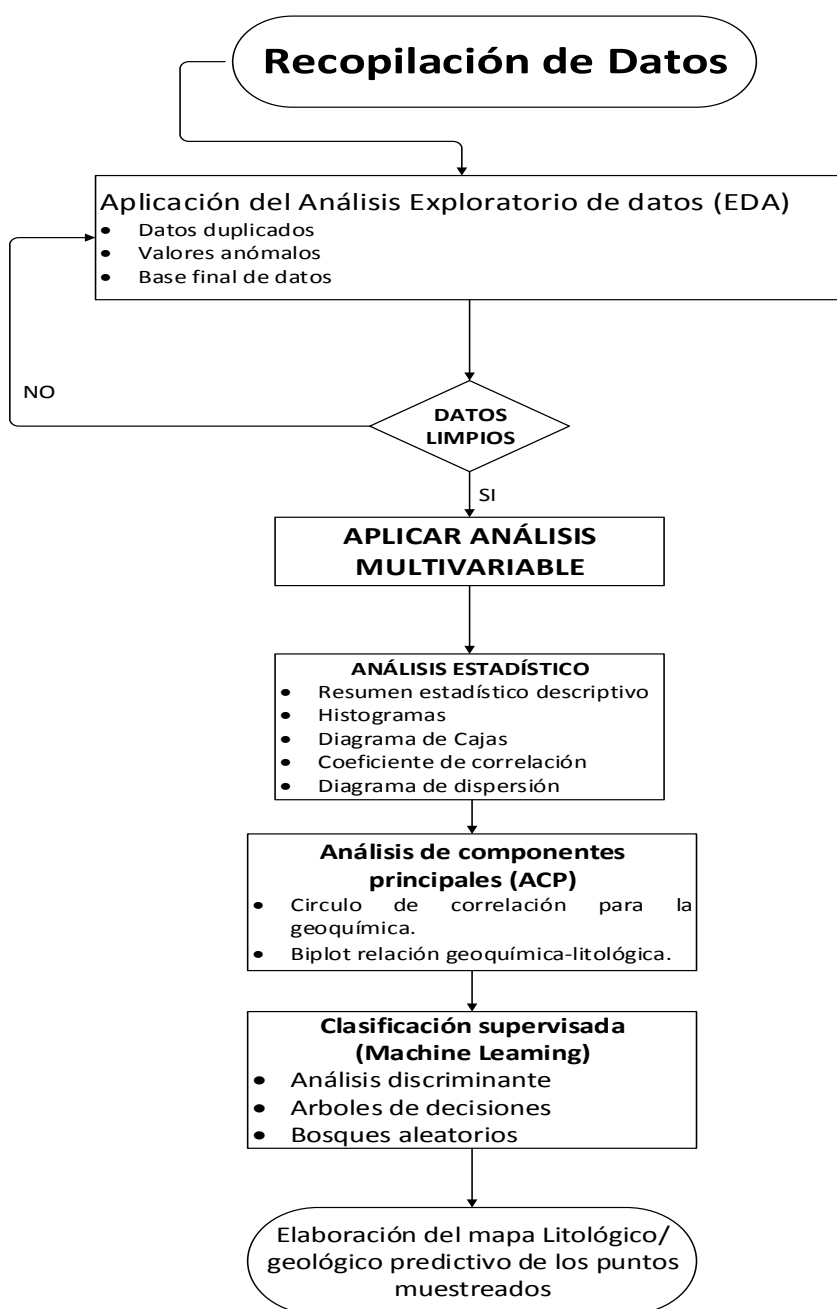 Recopilación de Datos
Aplicación del Análisis Exploratorio de datos (EDA)
• Datos duplicados
• Valores anómalos
• Base final de datos
NO
DATOS
LIMPIOS
SI
APLICAR ANÁLISIS
MULTIVARIABLE
ANÁLISIS ESTADÍSTICO
• Resumen estadístico descriptivo
• Histogramas
• Diagrama de Cajas
• Coeficiente de correlación
• Diagrama de dispersión
Análisis de componentes
principales (ACP)
• Circulo de correlación para la
geoquímica.
• Biplot relación geoquímica-litológica.
Clasificación supervisada
(Machine Leaming)
• Análisis discriminante
• Arboles de decisiones
• Bosques aleatorios
Elaboración del mapa Litológico/
geológico predictivo de los puntos
muestreados